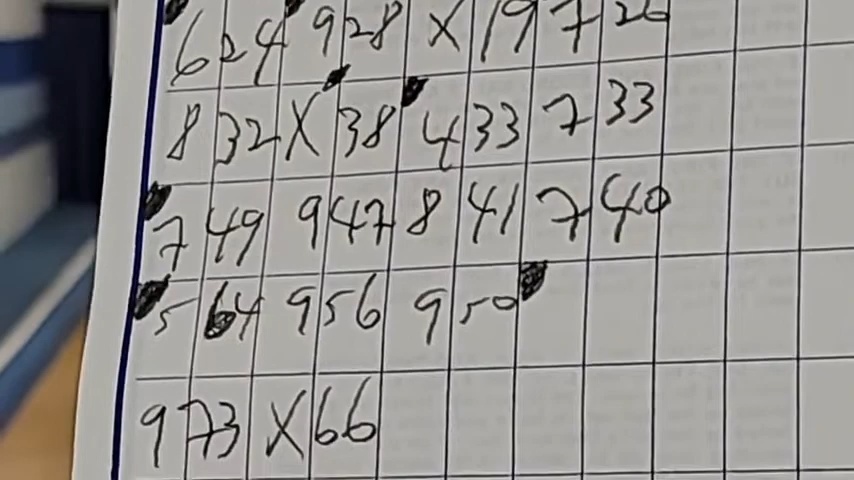 6 24 9 28 X 19 7 26
8 32 X 38 4 33 7 33
7 49 9 47 8 41 7 40
5 64 9 56 9 50
9 73 X 66